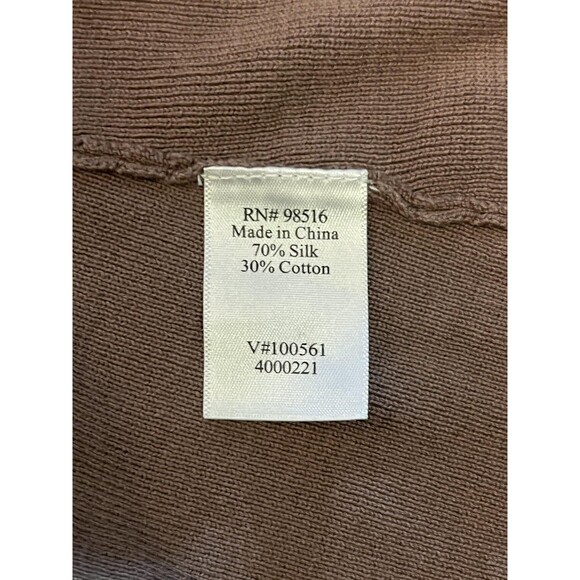 RN# 98516
Made in China
70% Silk
30% Cotton
V#100561
4000221